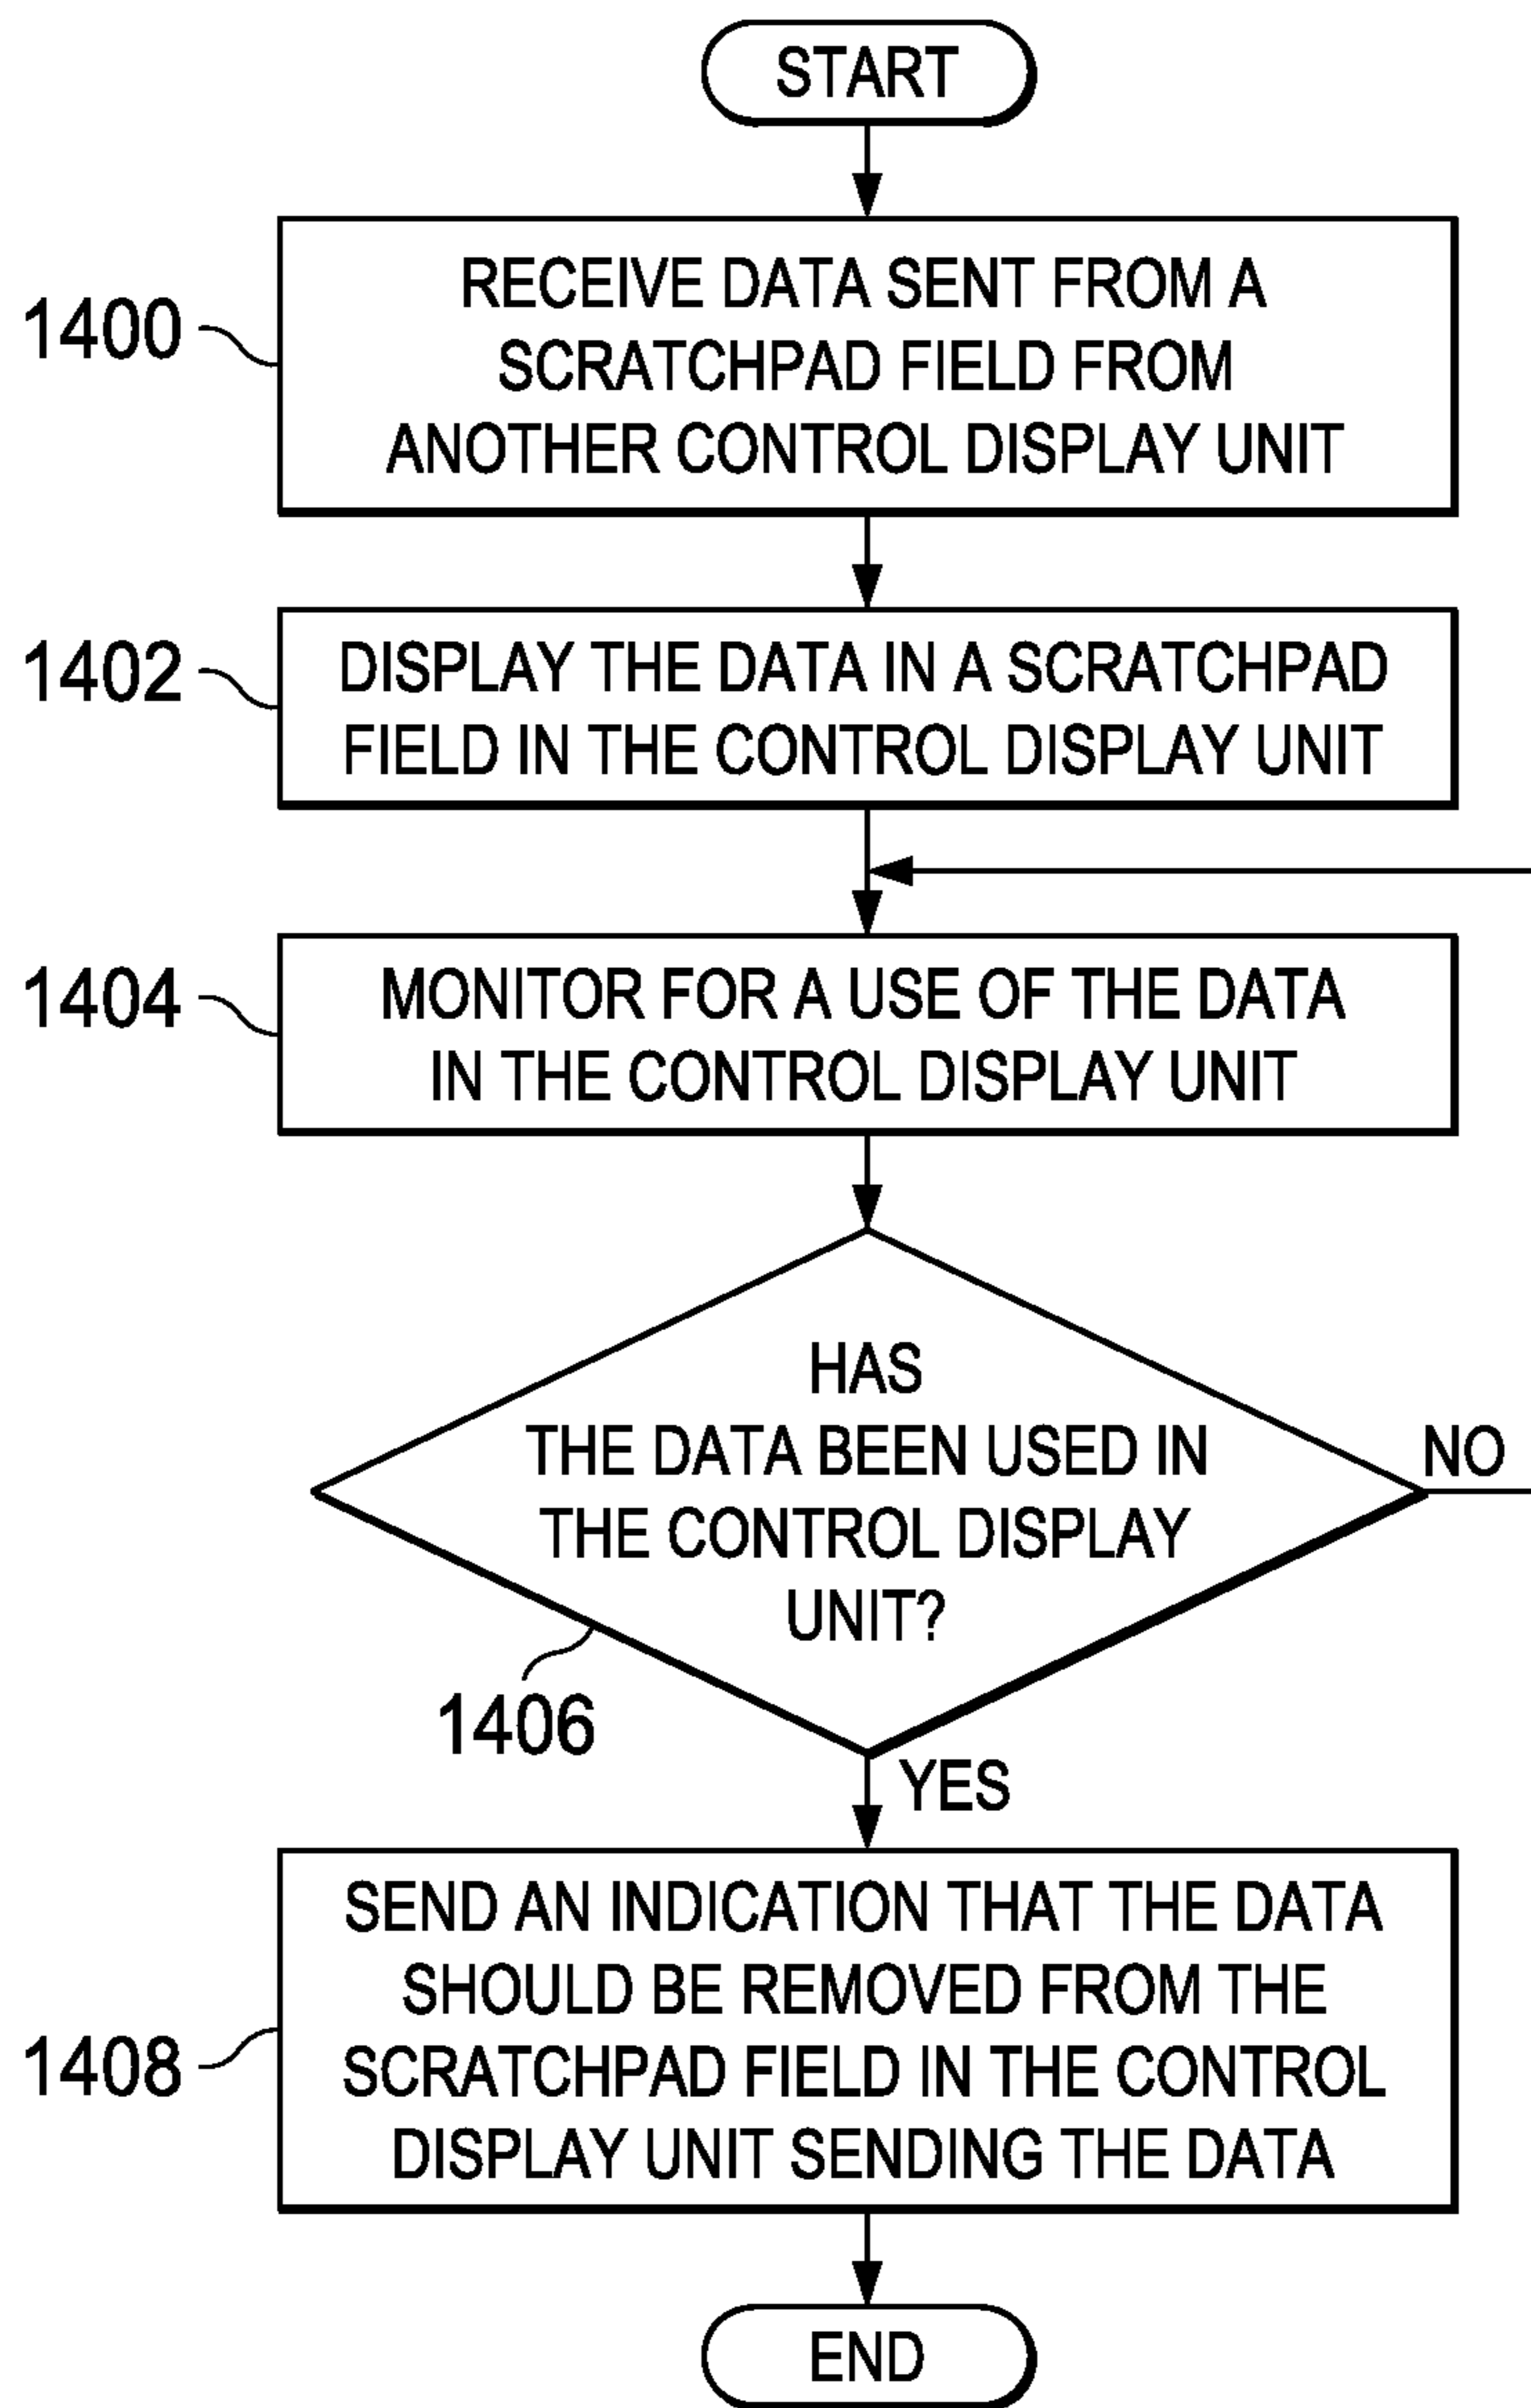 START
1400
RECEIVE DATA SENT FROM A
SCRATCHPAD FIELD FROM
ANOTHER CONTROL DISPLAY UNIT
1402
DISPLAY THE DATA IN A SCRATCHPAD
FIELD IN THE CONTROL DISPLAY UNIT
1404
MONITOR FOR A USE OF THE DATA
IN THE CONTROL DISPLAY UNIT
HAS
THE DATA BEEN USED IN
THE CONTROL DISPLAY
UNIT?
NO
1406
YES
1408
SEND AN INDICATION THAT THE DATA
SHOULD BE REMOVED FROM THE
SCRATCHPAD FIELD IN THE CONTROL
DISPLAY UNIT SENDING THE DATA
END